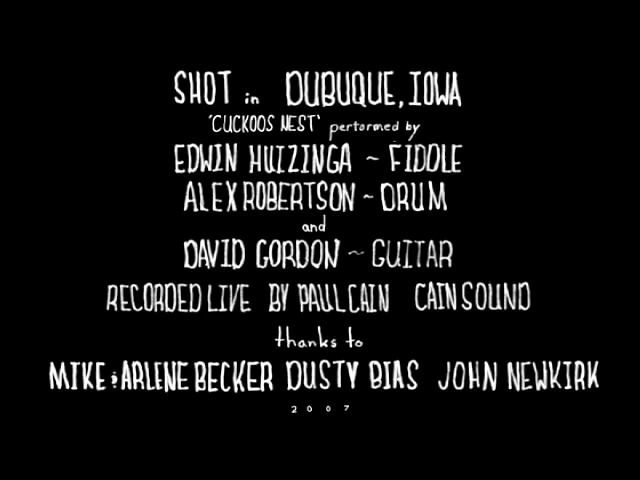 SHOT in DUBUQUE, IOWA
'CUCKOOS NEST' performed by
EDWIN HUIZINGA ~ FIDDLE
ALEX ROBERTSON ~ DRUM
and
DAVID GORDON ~ GUITAR
RECORDED LIVE BY PAUL CAIN CAIN SOUND
thanks to
MIKE & ARLENE BECKER DUSTY BIAS JOHN NEWKIRK
2007